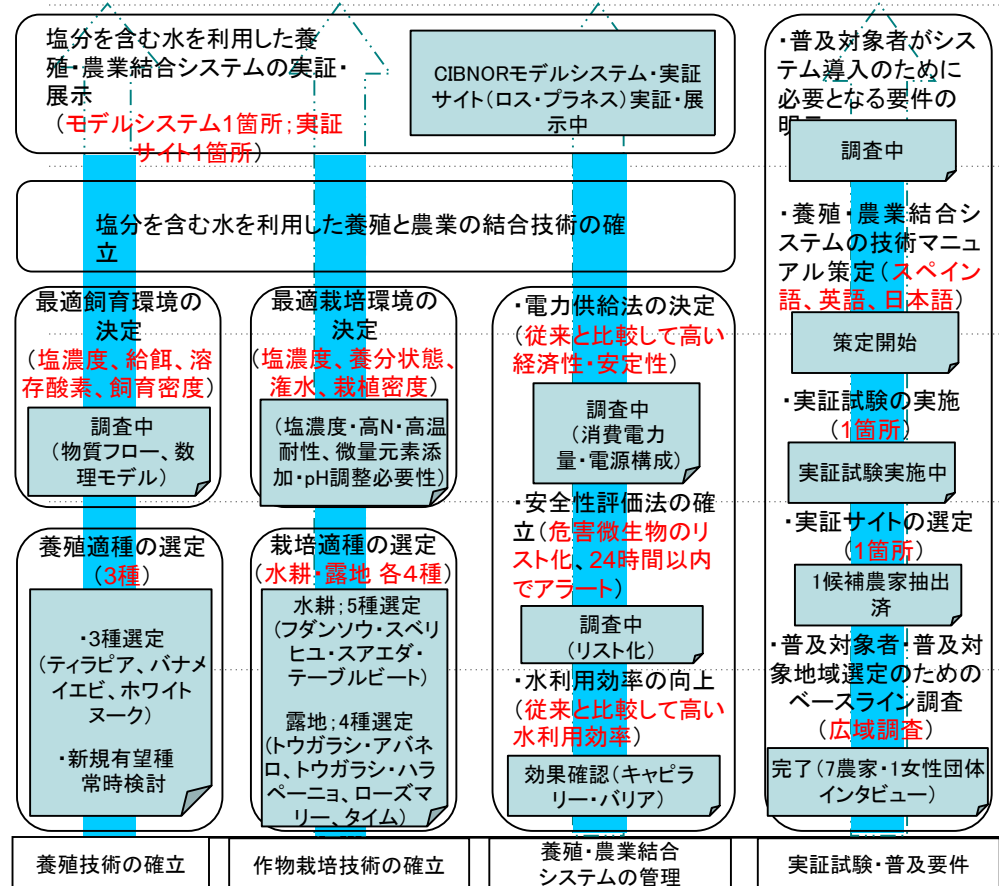 塩分を含む水を利用した養
殖・農業結合システムの実証・
展示
（モデルシステム1箇所；実証
サイト1箇所）
CIBNORモデルシステム・実証
サイト（ロス・プラネス）実証・展
示中
塩分を含む水を利用した養殖と農業の結合技術の確
立
最適飼育環境の
決定
（塩濃度、給餌、溶
存酸素、飼育密度）
調査中
（物質フロー、数
理モデル）
養殖適種の選定
（3種）
・3種選定
（ティラピア、バナメ
イエビ、ホワイト
ヌーク）
・新規有望種
常時検討
養殖技術の確立
最適栽培環境の
決定
（塩濃度、養分状態、
潅水、栽植密度）
（塩濃度・高N・高温
耐性、微量元素添
加・pH調整必要性）
栽培適種の選定
（水耕・露地 各4種）
水耕；5種選定
（フダンソウ・スベリ
ヒユ・スアエダ・
テーブルビート）
露地；4種選定
（トウガラシ・アバネ
ロ、トウガラシ・ハラ
ペーニョ、ローズマ
リー、タイム）
作物栽培技術の確立
・電力供給法の決定
（従来と比較して高い
経済性・安定性）
調査中
（消費電力
量・電源構成）
・安全性評価法の確
立（危害微生物のリ
スト化、24時間以内
でアラート）
調査中
（リスト化）
・水利用効率の向上
（従来と比較して高い
水利用効率）
効果確認（キャピラ
リー・バリア）
養殖・農業結合
システムの管理
・普及対象者がシス
テム導入のために
必要となる要件の
明示
調査中
・養殖・農業結合シ
ステムの技術マニュ
アル策定（スペイン
語、英語、日本語）
策定開始
・実証試験の実施
（1箇所）
実証試験実施中
・実証サイトの選定
（1箇所）
1候補農家抽出
済
・普及対象者・普及対
象地域選定のための
ベースライン調査
（広域調査）
完了（7農家・1女性団体
インタビュー）
実証試験・普及要件